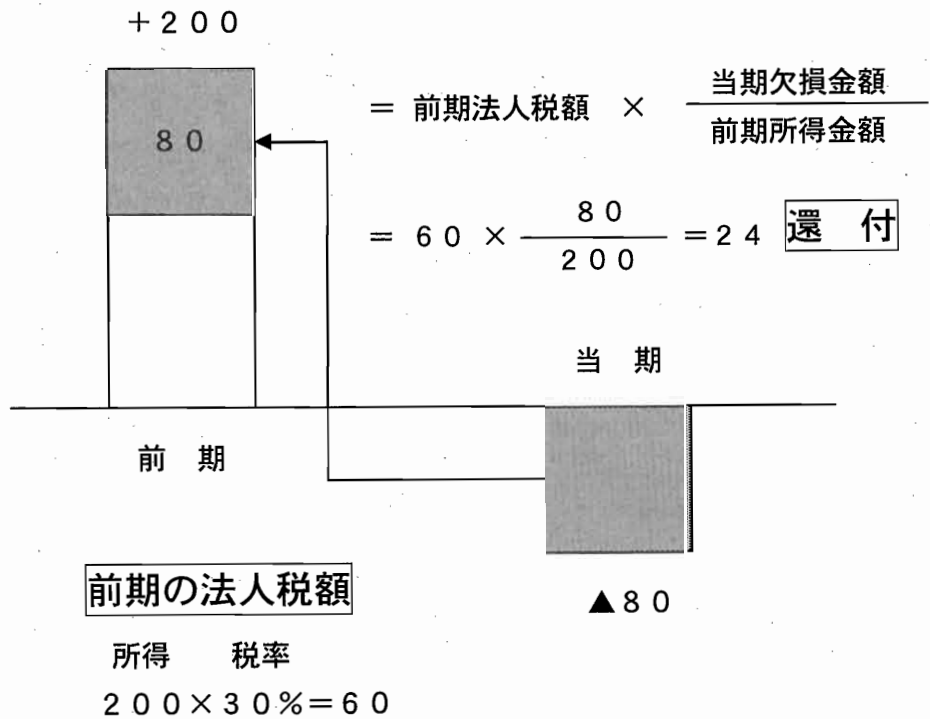 +200
80
= 前期法人税額 × 当期欠損金額
前期所得金額
= 60 × 80
200
=24 還 付
当 期
前 期
▲80
前期の法人税額
所得 税率
200×30%=60